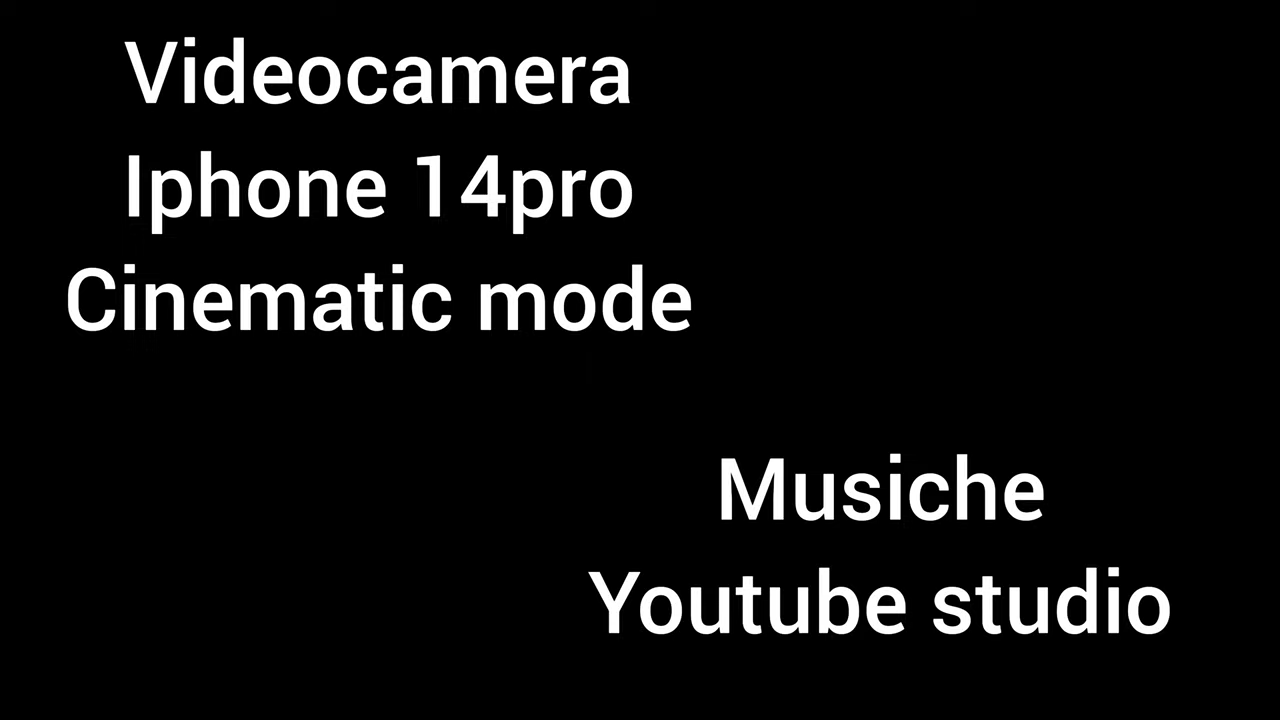 Videocamera
Iphone 14pro
Cinematic mode
Musiche
Youtube studio